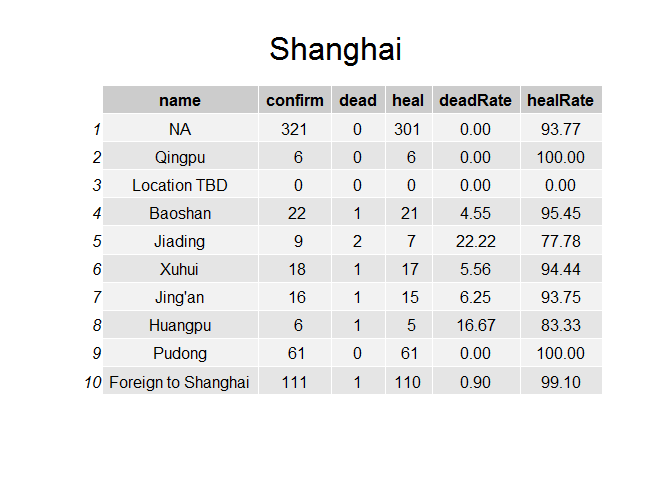 Shanghai
name confirm dead heal deadRate healRate
1 NA 321 0 301 0.00 93.77
2 Qingpu 6 0 6 0.00 100.00
3 Location TBD 0 0 0 0.00 0.00
4 Baoshan 22 1 21 4.55 95.45
5 Jiading 9 2 7 22.22 77.78
6 Xuhui 18 1 17 5.56 94.44
7 Jing'an 16 1 15 6.25 93.75
8 Huangpu 6 1 5 16.67 83.33
9 Pudong 61 0 61 0.00 100.00
10 Foreign to Shanghai 111 1 110 0.90 99.10